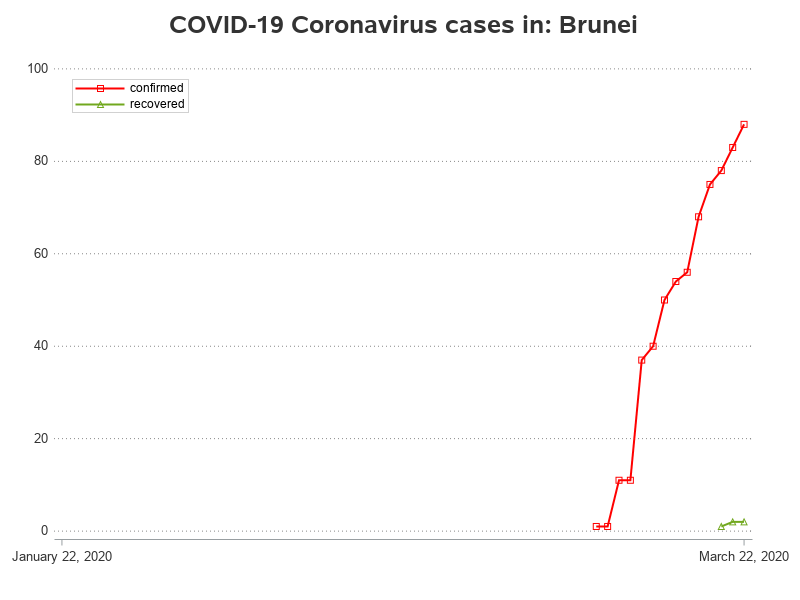 COVID-19 Coronavirus cases in: Brunei
100
confirmed
recovered
80
60
40
20
0
January 22, 2020
March 22, 2020